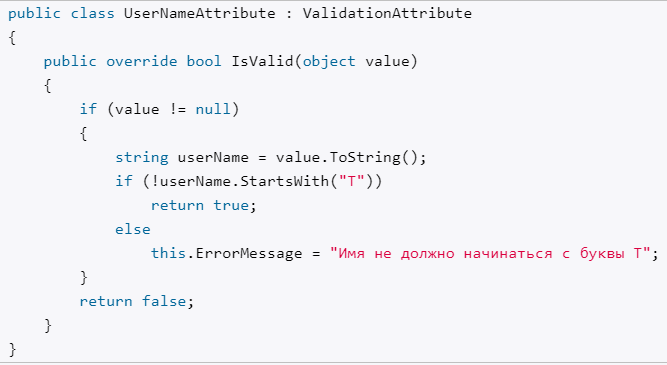 public class UserNameAttribute : ValidationAttribute
{
    public override bool IsValid(object value)
    {
        if (value != null)
        {
            string userName = value.ToString();
            if (!userName.StartsWith("T"))
                return true;
            else
                this.ErrorMessage = "Имя не должно начинаться с буквы T";
        }
        return false;
    }
}